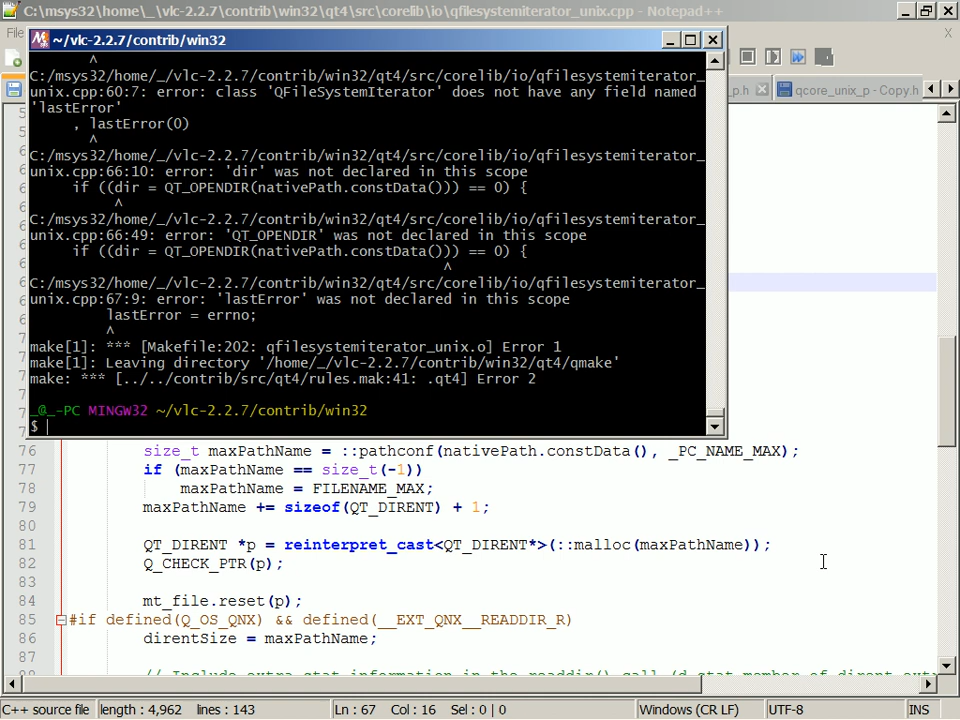 C:\msys32\home\_\vlc-2.2.7\contrib\win32\qt4\src\corelib\io\qfilesystemiterator_unix.cpp - Notepad++
File
~/vlc-2.2.7/contrib/win32
^
C:/msys32/home/_/vlc-2.2.7/contrib/win32/qt4/src/corelib/io/qfilesystemiterator_
unix.cpp:60:7: error: class 'QFileSystemIterator' does not have any field named
'lastError'
, lastError(0)
^
C:/msys32/home/_/vlc-2.2.7/contrib/win32/qt4/src/corelib/io/qfilesystemiterator_
unix.cpp:66:10: error: 'dir' was not declared in this scope
if ((dir = QT_OPENDIR(nativePath.constData())) == 0) {
^
C:/msys32/home/_/vlc-2.2.7/contrib/win32/qt4/src/corelib/io/qfilesystemiterator_
unix.cpp:66:49: error: 'QT_OPENDIR' was not declared in this scope
if ((dir = QT_OPENDIR(nativePath.constData())) == 0) {
^
C:/msys32/home/_/vlc-2.2.7/contrib/win32/qt4/src/corelib/io/qfilesystemiterator_
unix.cpp:67:9: error: 'lastError' was not declared in this scope
lastError = errno;
^
make[1]: *** [Makefile:202: qfilesystemiterator_unix.o] Error 1
make[1]: Leaving directory '/home/_/vlc-2.2.7/contrib/win32/qt4/qmake'
make: *** [../../contrib/src/qt4/rules.mak:41: .qt4] Error 2
_@_-PC MINGW32 ~/vlc-2.2.7/contrib/win32
$
_p.h
qcore_unix_p - Copy.h
76 size_t maxPathName = ::pathconf(nativePath.constData(), _PC_NAME_MAX);
77 if (maxPathName == size_t(-1))
78 maxPathName = FILENAME_MAX;
79 maxPathName += sizeof(QT_DIRENT) + 1;
80
81 QT_DIRENT *p = reinterpret_cast<QT_DIRENT*>(::malloc(maxPathName));
82 Q_CHECK_PTR(p);
83
84 mt_file.reset(p);
85 #if defined(Q_OS_QNX) && defined(__EXT_QNX__READDIR_R)
86 direntSize = maxPathName;
87
C++ source file length : 4,962 lines : 143 Ln : 67 Col : 16 Sel : 0 | 0 Windows (CR LF) UTF-8 INS